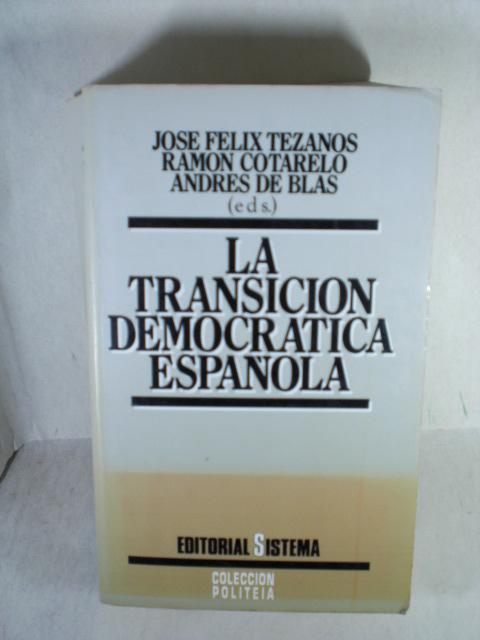 JOSE FELIX TEZANOS
RAMON COTARELO
ANDRES DE BLAS
(eds.)
LA
TRANSICION
DEMOCRATICA
ESPAÑOLA
EDITORIAL SISTEMA
COLECCION
POLITEIA